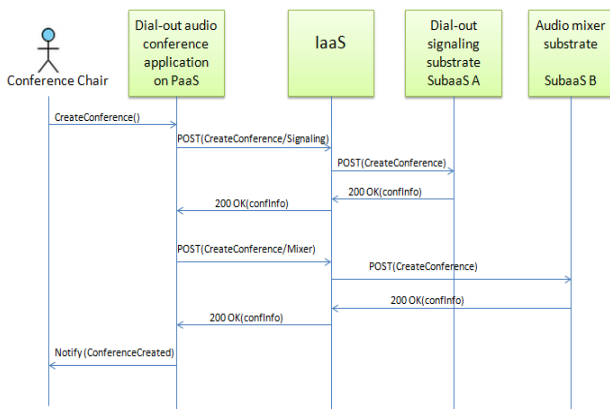 Conference Chair
Dial-out audio
conference
application
on PaaS
IaaS
Dial-out
signaling
substrate
SubaaS A
Audio mixer
substrate
SubaaS B
CreateConference()
POST(CreateConference/Signaling)
POST(CreateConference)
200 OK(confInfo)
200 OK(confInfo)
POST(CreateConference/Mixer)
POST(CreateConference)
200 OK(confInfo)
200 OK(confInfo)
Notify (ConferenceCreated)